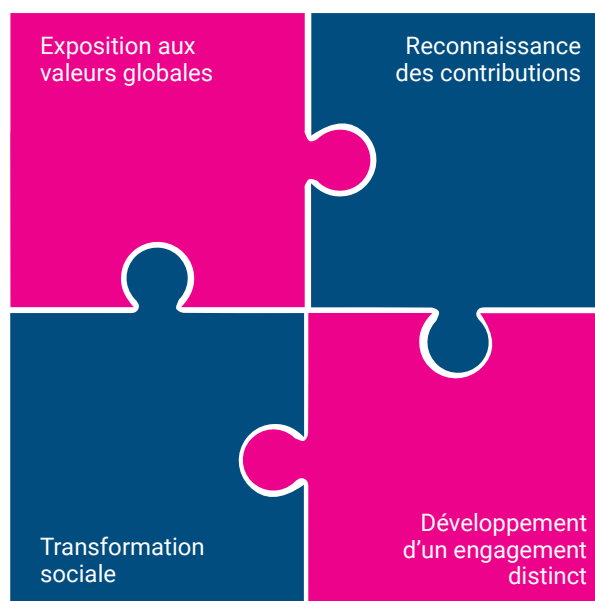 Exposition aux
valeurs globales
Reconnaissance
des contributions
Transformation
sociale
Développement
d'un engagement
distinct